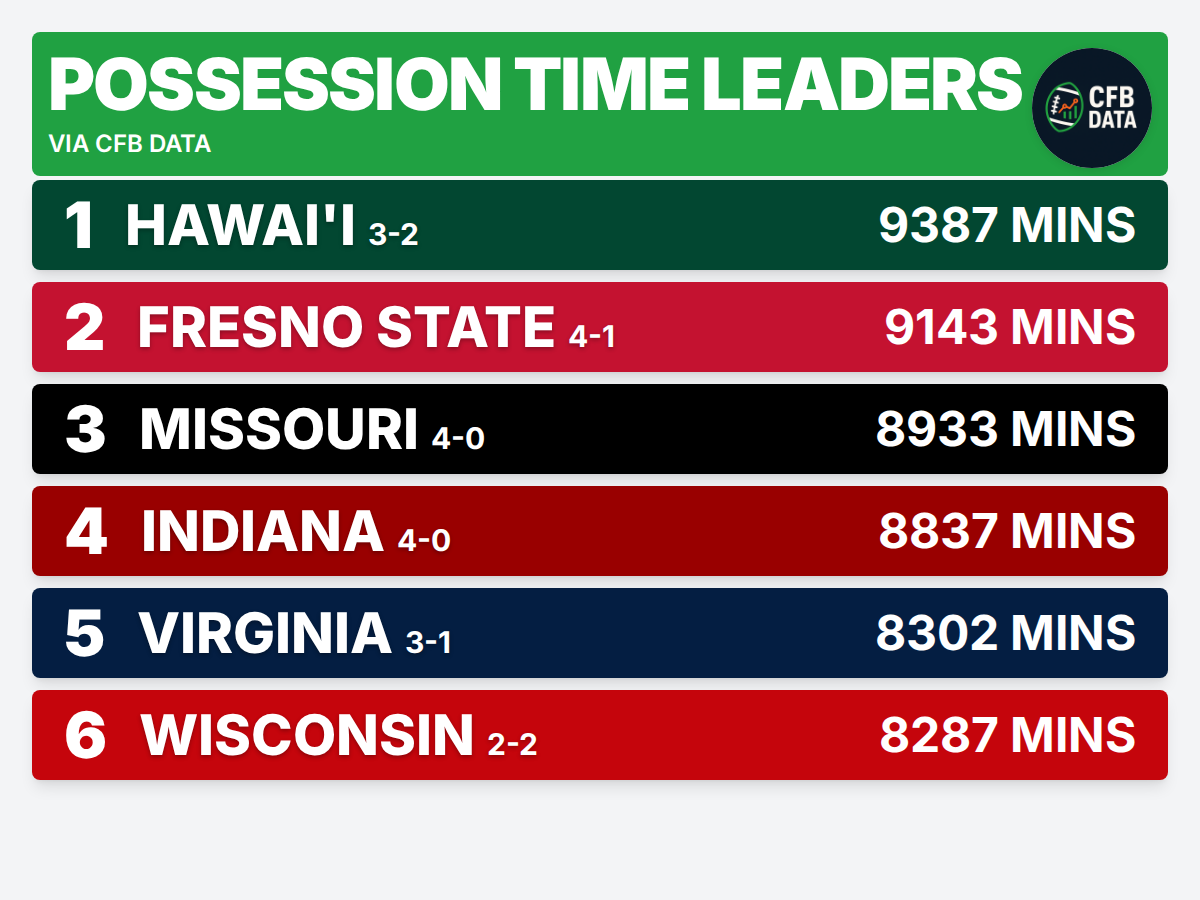 POSSESSION TIME LEADERS
VIA CFB DATA
CFB
DATA
1 HAWAI'I 3-2 9387 MINS
2 FRESNO STATE 4-1 9143 MINS
3 MISSOURI 4-0 8933 MINS
4 INDIANA 4-0 8837 MINS
5 VIRGINIA 3-1 8302 MINS
6 WISCONSIN 2-2 8287 MINS